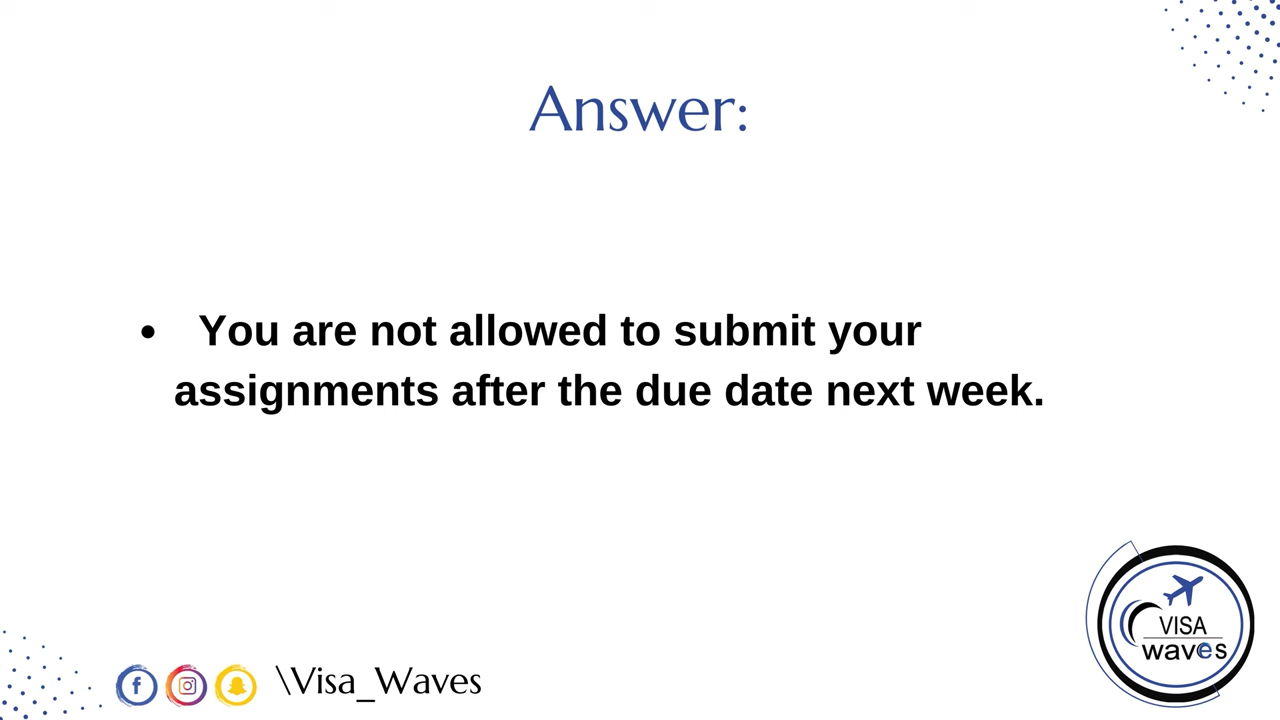 Answer:
• You are not allowed to submit your
assignments after the due date next week.
\Visa_Waves
VISA
waves